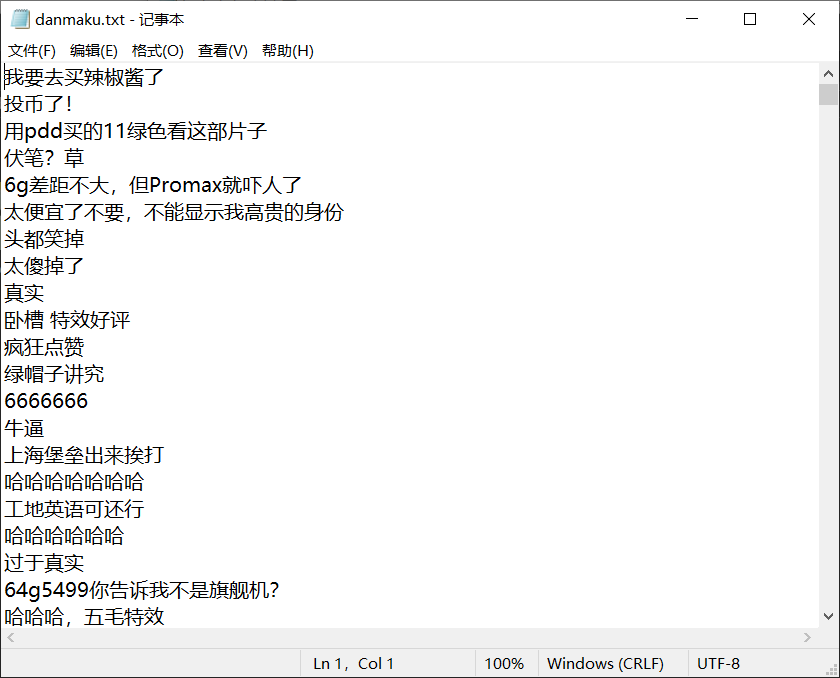 danmaku.txt - 记事本
文件(F) 编辑(E) 格式(O) 查看(V) 帮助(H)
我要去买辣椒酱了
投币了！
用pdd买的11绿色看这部片子
伏笔？草
6g差距不大，但Promax就吓人了
太便宜了不要，不能显示我高贵的身份
头都笑掉
太傻掉了
真实
卧槽 特效好评
疯狂点赞
绿帽子讲究
6666666
牛逼
上海堡垒出来挨打
哈哈哈哈哈哈哈
工地英语可还行
哈哈哈哈哈哈
过于真实
64g5499你告诉我不是旗舰机？
哈哈哈，五毛特效
Ln 1，Col 1 100% Windows (CRLF) UTF-8